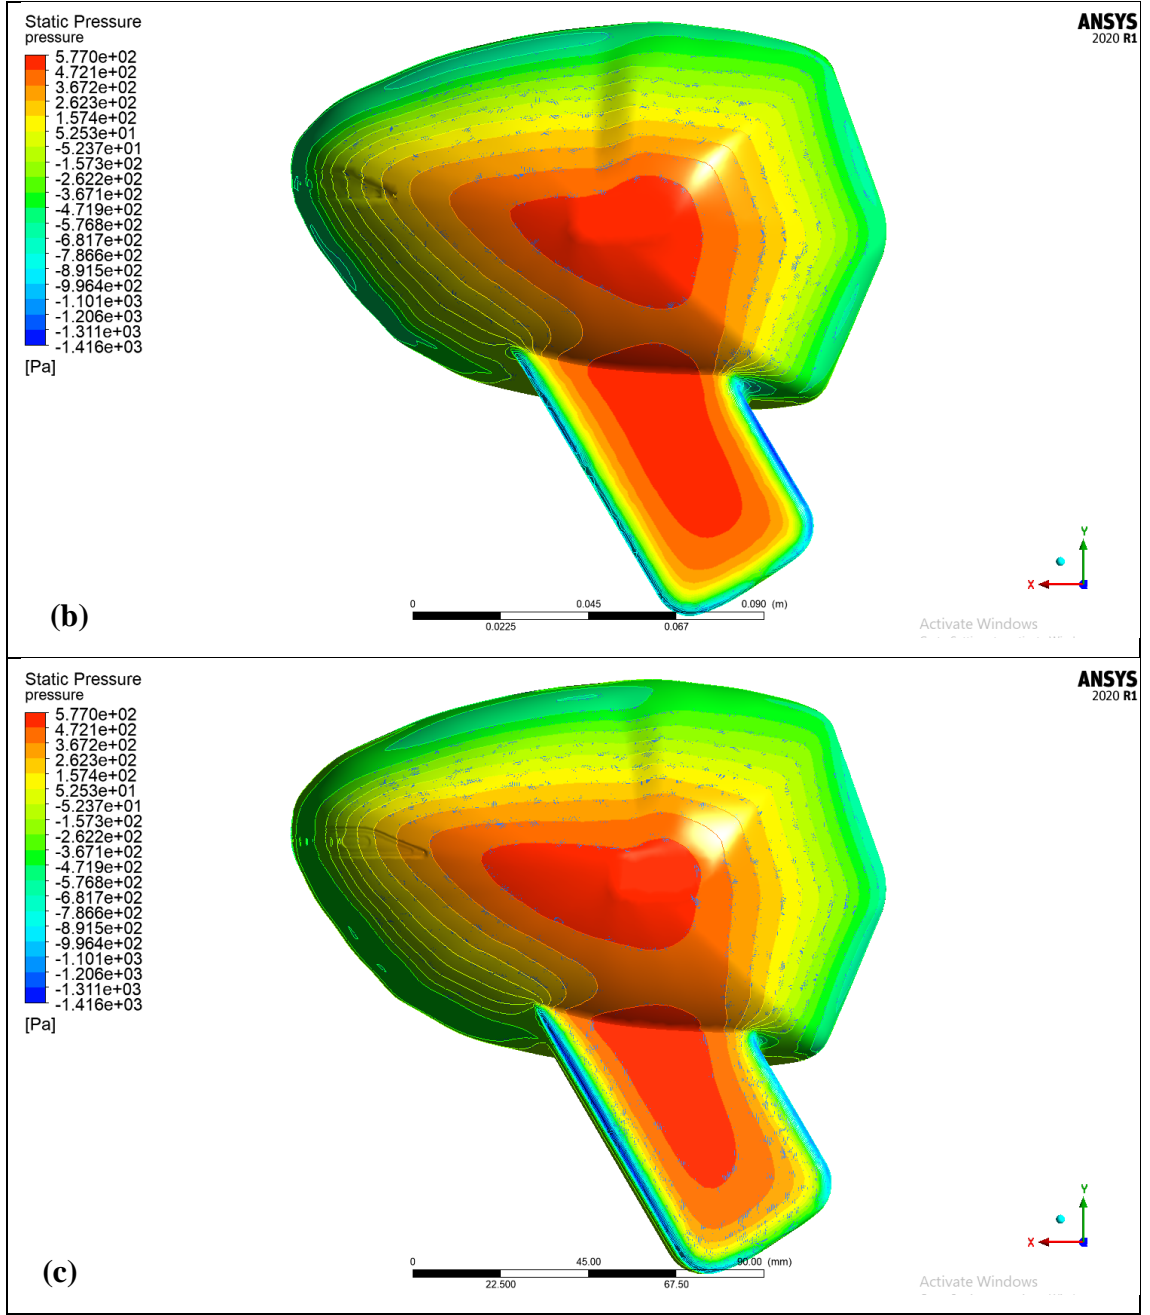 Static Pressure
pressure
5.770e+02
4.721e+02
3.672e+02
2.623e+02
1.574e+02
5.253e+01
-5.237e+01
-1.573e+02
-2.622e+02
-3.671e+02
-4.719e+02
-5.768e+02
-6.817e+02
-7.866e+02
-8.915e+02
-9.964e+02
-1.101e+03
-1.206e+03
-1.311e+03
-1.416e+03
[Pa]
ANSYS
2020 R1
Y
X
0 0.045 0.090 (m)
0.0225 0.067
(b)
Activate Windows
Static Pressure
pressure
5.770e+02
4.721e+02
3.672e+02
2.623e+02
1.574e+02
5.253e+01
-5.237e+01
-1.573e+02
-2.622e+02
-3.671e+02
-4.719e+02
-5.768e+02
-6.817e+02
-7.866e+02
-8.915e+02
-9.964e+02
-1.101e+03
-1.206e+03
-1.311e+03
-1.416e+03
[Pa]
ANSYS
2020 R1
Y
X
0 45.00 90.00 (mm)
22.500 67.50
(c)
Activate Windows